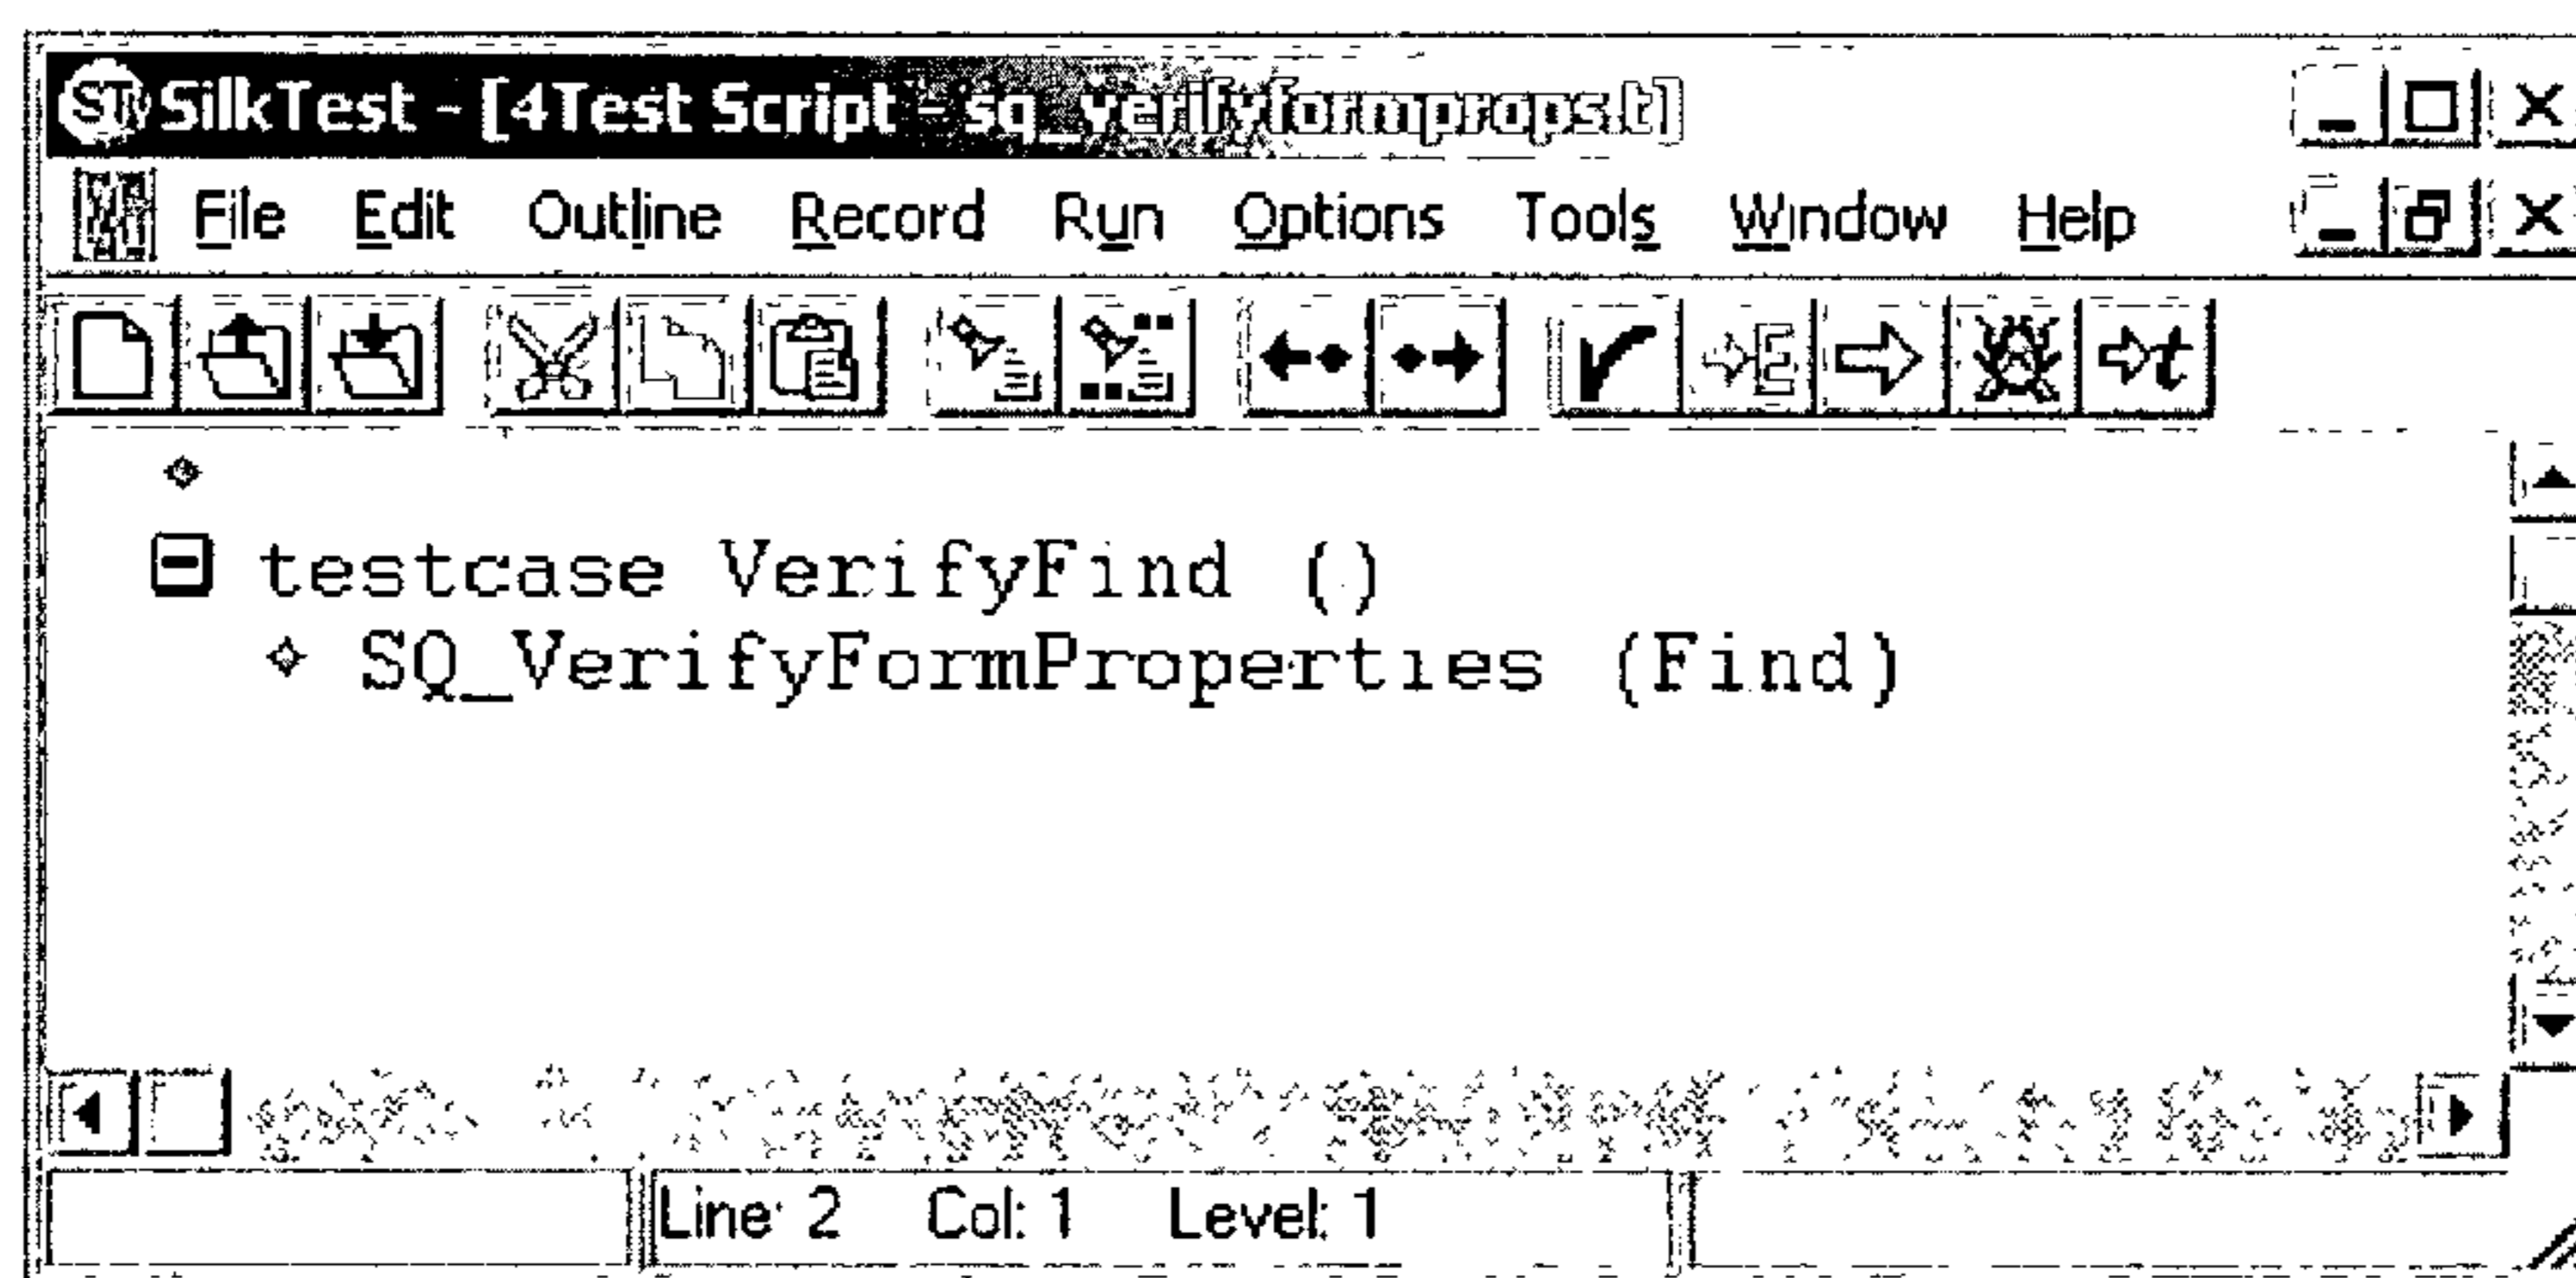 SilkTest - [4Test Script - sq_verifyformprops.t]
File Edit Outline Record Run Options Tools Window Help
testcase VerifyFind ()
SQ_VerifyFormProperties (Find)
Line: 2 Col: 1 Level: 1